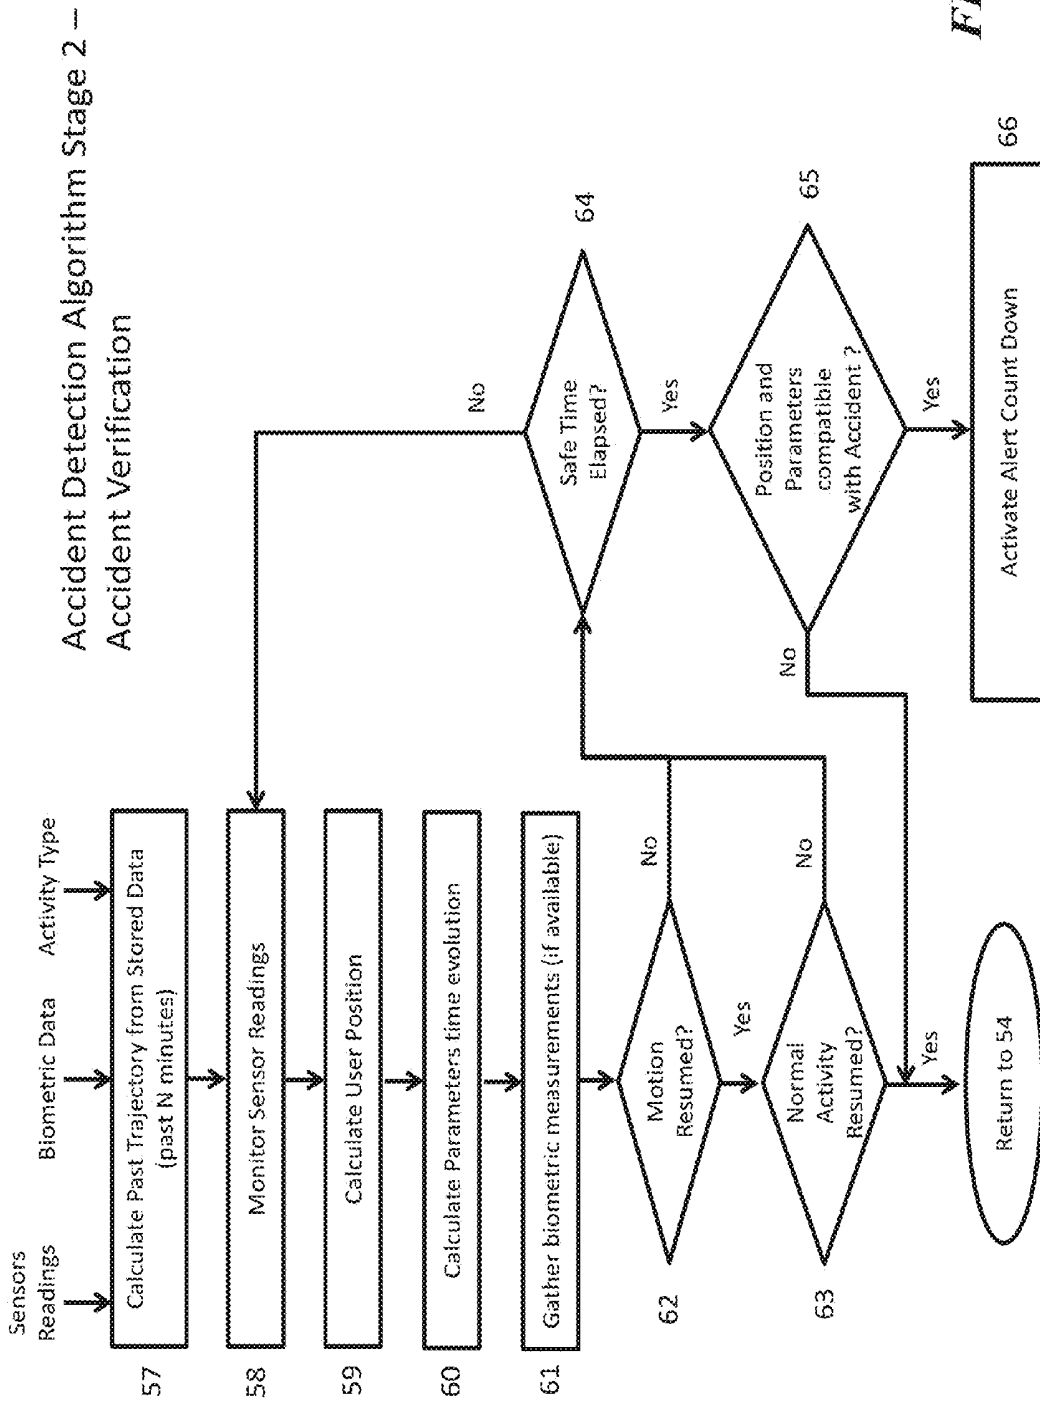 Accident Detection Algorithm Stage 2 –
Accident Verification
Sensors
Readings
Biometric Data
Activity Type
57
Calculate Past Trajectory from Stored Data
(past N minutes)
58
Monitor Sensor Readings
59
Calculate User Position
60
Calculate Parameters time evolution
61
Gather biometric measurements (if available)
62
Motion
Resumed?
No
Yes
63
Normal
Activity
Resumed?
No
Yes
Return to 54
No
Safe Time
Elapsed?
64
Yes
Position and
Parameters
compatible
with Accident ?
65
No
Yes
Activate Alert Count Down
66